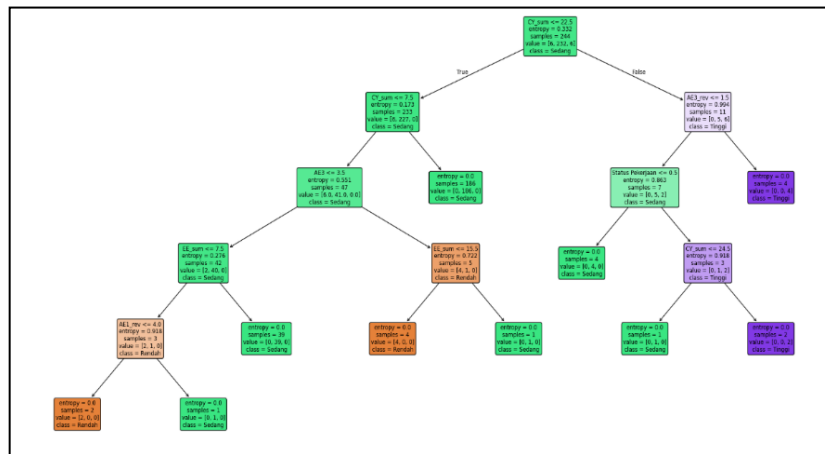 CY_sum <= 22.5
entropy = 0.332
samples = 244
value = [6, 232, 6]
class = Sedang
True
False
CY_sum <= 7.5
entropy = 0.173
samples = 233
value = [6, 227, 0]
class = Sedang
AE3_rev <= 1.5
entropy = 0.994
samples = 11
value = [0, 5, 6]
class = Tinggi
AE3 <= 3.5
entropy = 0.551
samples = 47
value = [6.0, 41.0, 0.0]
class = Sedang
entropy = 0.0
samples = 186
value = [0, 186, 0]
class = Sedang
Status Pekerjaan <= 0.5
entropy = 0.863
samples = 7
value = [0, 5, 2]
class = Sedang
entropy = 0.0
samples = 4
value = [0, 0, 4]
class = Tinggi
EE_sum <= 7.5
entropy = 0.276
samples = 42
value = [2, 40, 0]
class = Sedang
EE_sum <= 15.5
entropy = 0.722
samples = 5
value = [4, 1, 0]
class = Rendah
entropy = 0.0
samples = 4
value = [0, 4, 0]
class = Sedang
CY_sum <= 24.5
entropy = 0.918
samples = 3
value = [0, 1, 2]
class = Tinggi
AE1_rev <= 4.0
entropy = 0.918
samples = 3
value = [2, 1, 0]
class = Rendah
entropy = 0.0
samples = 39
value = [0, 39, 0]
class = Sedang
entropy = 0.0
samples = 4
value = [4, 0, 0]
class = Rendah
entropy = 0.0
samples = 1
value = [0, 1, 0]
class = Sedang
entropy = 0.0
samples = 1
value = [0, 1, 0]
class = Sedang
entropy = 0.0
samples = 2
value = [0, 0, 2]
class = Tinggi
entropy = 0.0
samples = 2
value = [2, 0, 0]
class = Rendah
entropy = 0.0
samples = 1
value = [0, 1, 0]
class = Sedang